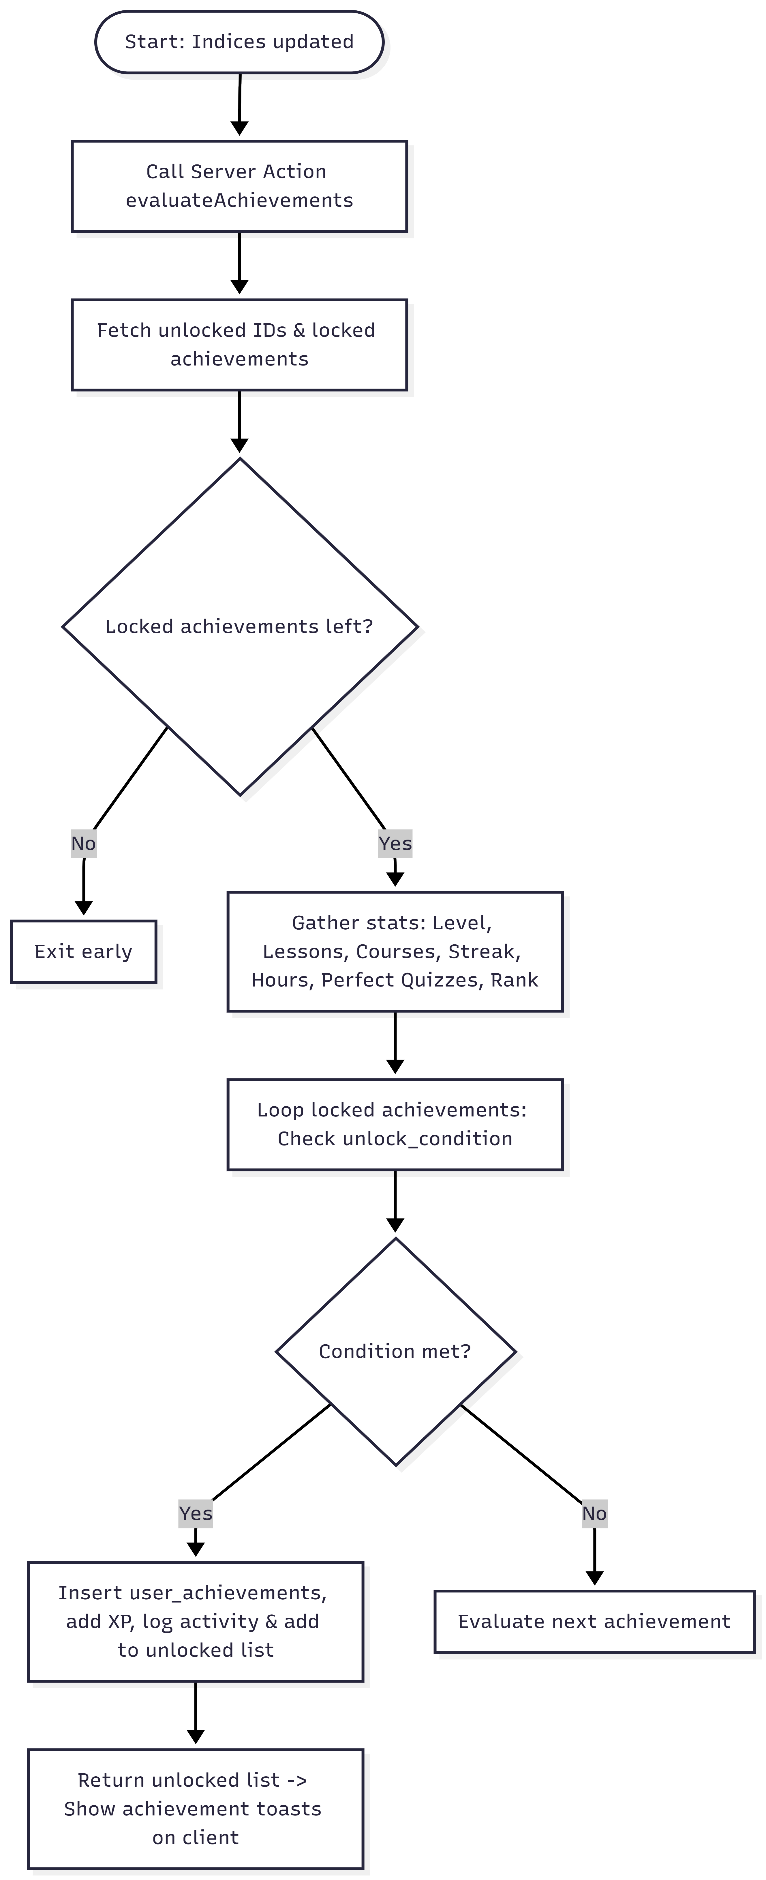 Start: Indices updated
Call Server Action
evaluateAchievements
Fetch unlocked IDs & locked
achievements
Locked achievements left?
No
Yes
Exit early
Gather stats: Level,
Lessons, Courses, Streak,
Hours, Perfect Quizzes, Rank
Loop locked achievements:
Check unlock_condition
Condition met?
Yes
No
Insert user_achievements,
add XP, log activity & add
to unlocked list
Evaluate next achievement
Return unlocked list ->
Show achievement toasts
on client